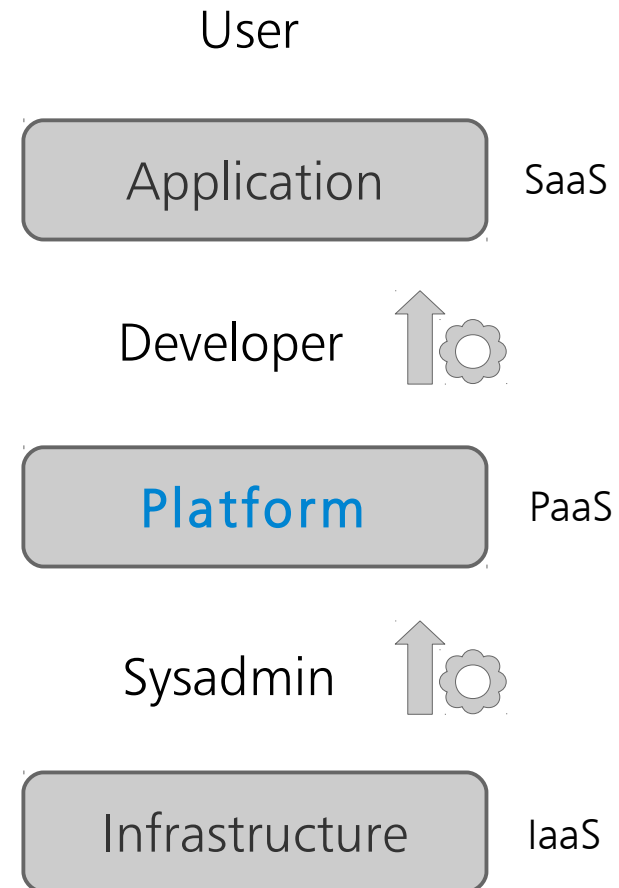 User
Application SaaS
Developer
Platform PaaS
Sysadmin
Infrastructure IaaS